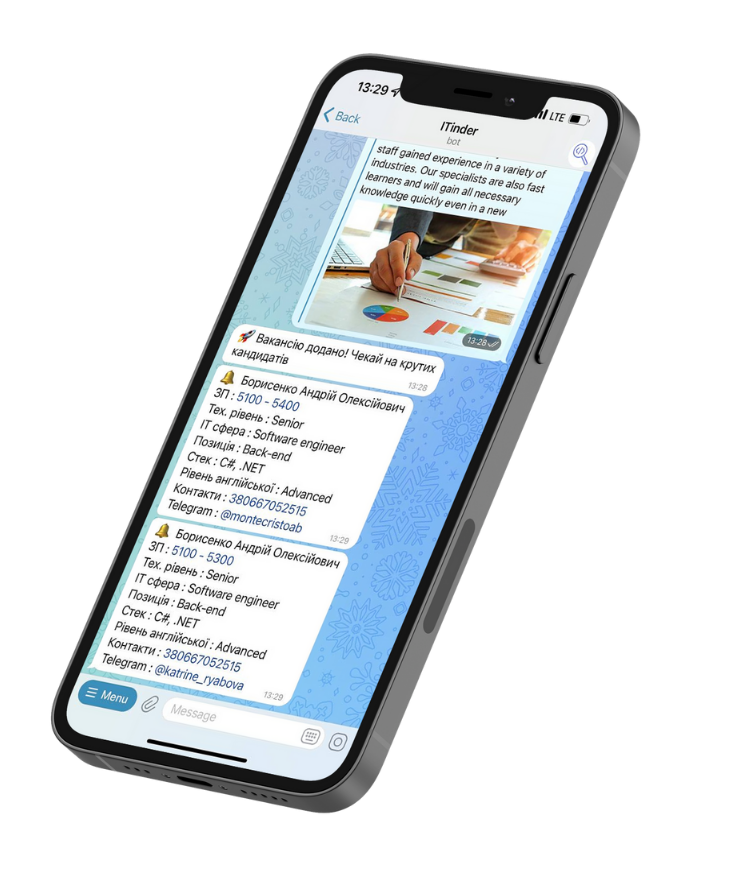 13:29
LTE
Back
ITinder
bot
staff gained experience in a variety of
industries. Our specialists are also fast
learners and will gain all necessary
knowledge quickly even in a new
13:28
🚀 Вакансію додано! Чекай на крутих
кандидатів
13:28
🔔 Борисенко Андрій Олексійович
ЗП : 5100 - 5400
Тех. рівень : Senior
IT сфера : Software engineer
Позиція : Back-end
Стек : C#, .NET
Рівень англійської : Advanced
Контакти : 380667052515
Telegram : @montecristoab
13:29
🔔 Борисенко Андрій Олексійович
ЗП : 5100 - 5300
Тех. рівень : Senior
IT сфера : Software engineer
Позиція : Back-end
Стек : C#, .NET
Рівень англійської : Advanced
Контакти : 380667052515
Telegram : @katrine_ryabova
13:29
Menu
Message